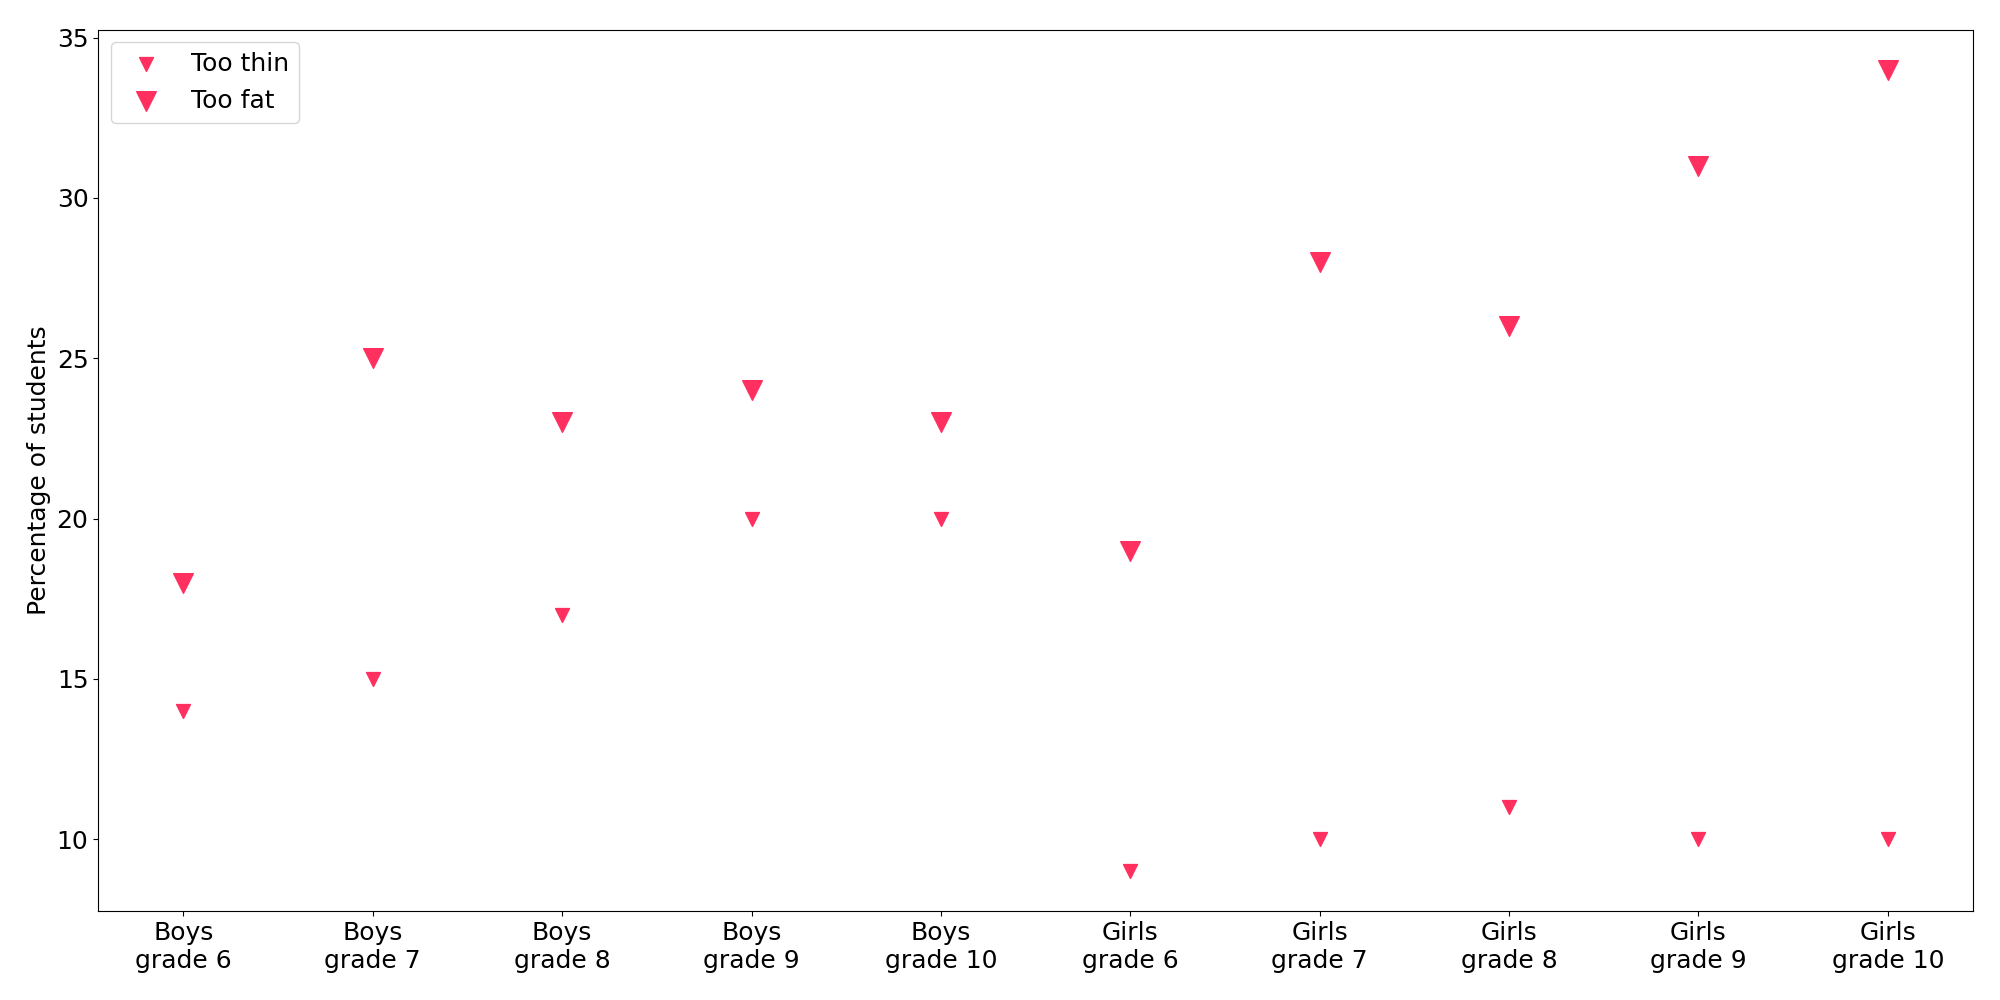 35
30
25
20
15
10
Percentage of students
Too thin
Too fat
Boys
grade 6
Boys
grade 7
Boys
grade 8
Boys
grade 9
Boys
grade 10
Girls
grade 6
Girls
grade 7
Girls
grade 8
Girls
grade 9
Girls
grade 10